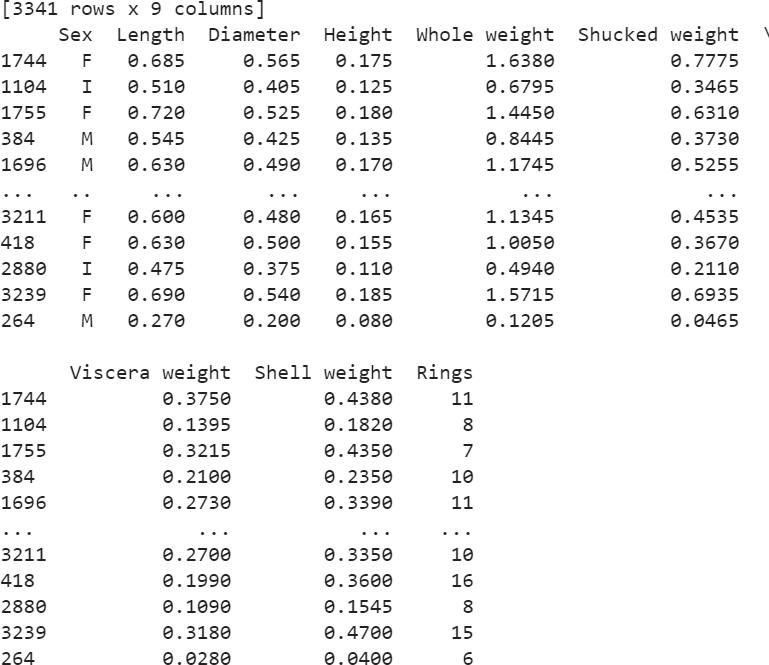 [3341 rows x 9 columns]
     Sex  Length  Diameter  Height  Whole weight  Shucked weight  \
1744   F   0.685     0.565   0.175        1.6380          0.7775
1104   I   0.510     0.405   0.125        0.6795          0.3465
1755   F   0.720     0.525   0.180        1.4450          0.6310
384    M   0.545     0.425   0.135        0.8445          0.3730
1696   M   0.630     0.490   0.170        1.1745          0.5255
...   ..     ...       ...     ...           ...             ...
3211   F   0.600     0.480   0.165        1.1345          0.4535
418    F   0.630     0.500   0.155        1.0050          0.3670
2880   I   0.475     0.375   0.110        0.4940          0.2110
3239   F   0.690     0.540   0.185        1.5715          0.6935
264    M   0.270     0.200   0.080        0.1205          0.0465
      Viscera weight  Shell weight  Rings
1744          0.3750        0.4380     11
1104          0.1395        0.1820      8
1755          0.3215        0.4350      7
384           0.2100        0.2350     10
1696          0.2730        0.3390     11
...              ...           ...    ...
3211          0.2700        0.3350     10
418           0.1990        0.3600     16
2880          0.1090        0.1545      8
3239          0.3180        0.4700     15
264           0.0280        0.0400      6